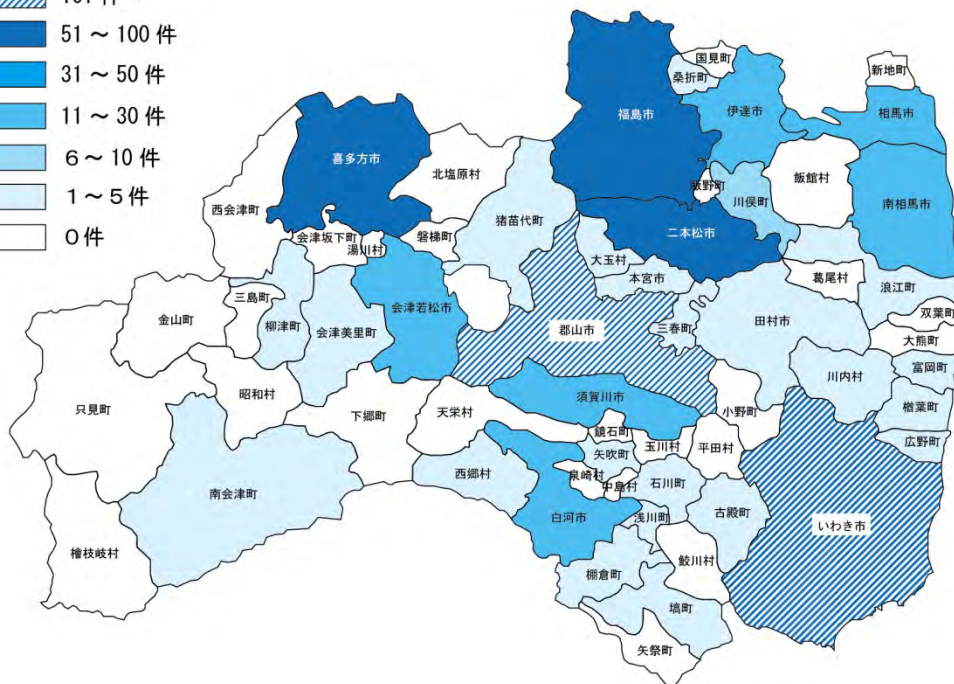 51～100件
31～50件
11～30件
6～10件
1～5件
0件
国見町
桑折町
新地町
福島市
伊達市
相馬市
喜多方市
北塩原村
飯野町
飯館村
川俣町
南相馬市
西会津町
猪苗代町
会津坂下町
湯川村
磐梯町
二本松市
大玉村
本宮市
葛尾村
浪江町
三島町
柳津町
会津美里町
会津若松市
双葉町
金山町
郡山市
三春町
田村市
大熊町
富岡町
川内村
昭和村
只見町
下郷町
天栄村
須賀川市
小野町
楢葉町
鏡石町
矢吹町
玉川村
平田村
広野町
西郷村
泉崎村
中島村
石川町
南会津町
白河市
浅川町
古殿町
いわき市
檜枝岐村
鮫川村
棚倉町
塙町
矢祭町